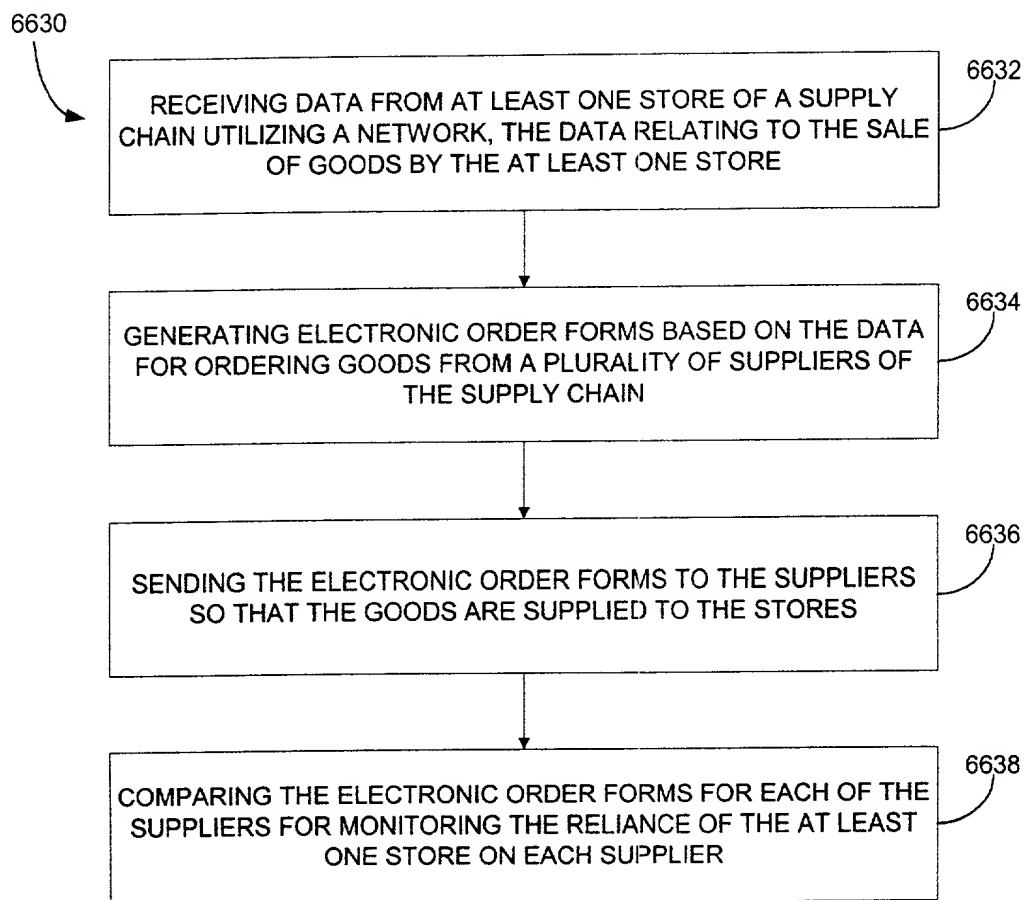 6630
6632
RECEIVING DATA FROM AT LEAST ONE STORE OF A SUPPLY
CHAIN UTILIZING A NETWORK, THE DATA RELATING TO THE SALE
OF GOODS BY THE AT LEAST ONE STORE
6634
GENERATING ELECTRONIC ORDER FORMS BASED ON THE DATA
FOR ORDERING GOODS FROM A PLURALITY OF SUPPLIERS OF
THE SUPPLY CHAIN
6636
SENDING THE ELECTRONIC ORDER FORMS TO THE SUPPLIERS
SO THAT THE GOODS ARE SUPPLIED TO THE STORES
6638
COMPARING THE ELECTRONIC ORDER FORMS FOR EACH OF THE
SUPPLIERS FOR MONITORING THE RELIANCE OF THE AT LEAST
ONE STORE ON EACH SUPPLIER